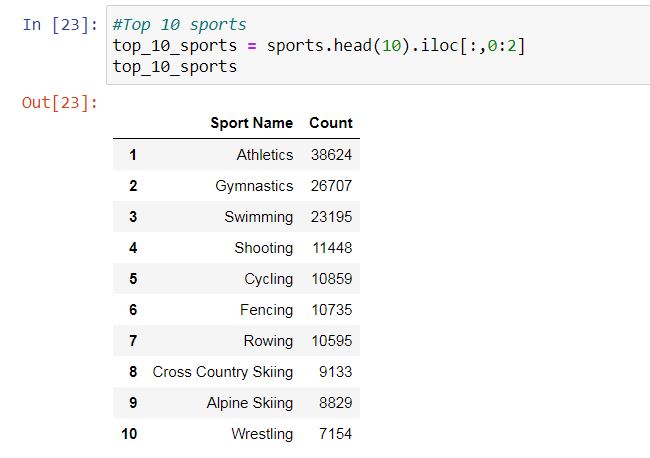 In [23]: #Top 10 sports
top_10_sports = sports.head(10).iloc[:,0:2]
top_10_sports
Out[23]:
Sport Name Count
1 Athletics 38624
2 Gymnastics 26707
3 Swimming 23195
4 Shooting 11448
5 Cycling 10859
6 Fencing 10735
7 Rowing 10595
8 Cross Country Skiing 9133
9 Alpine Skiing 8829
10 Wrestling 7154